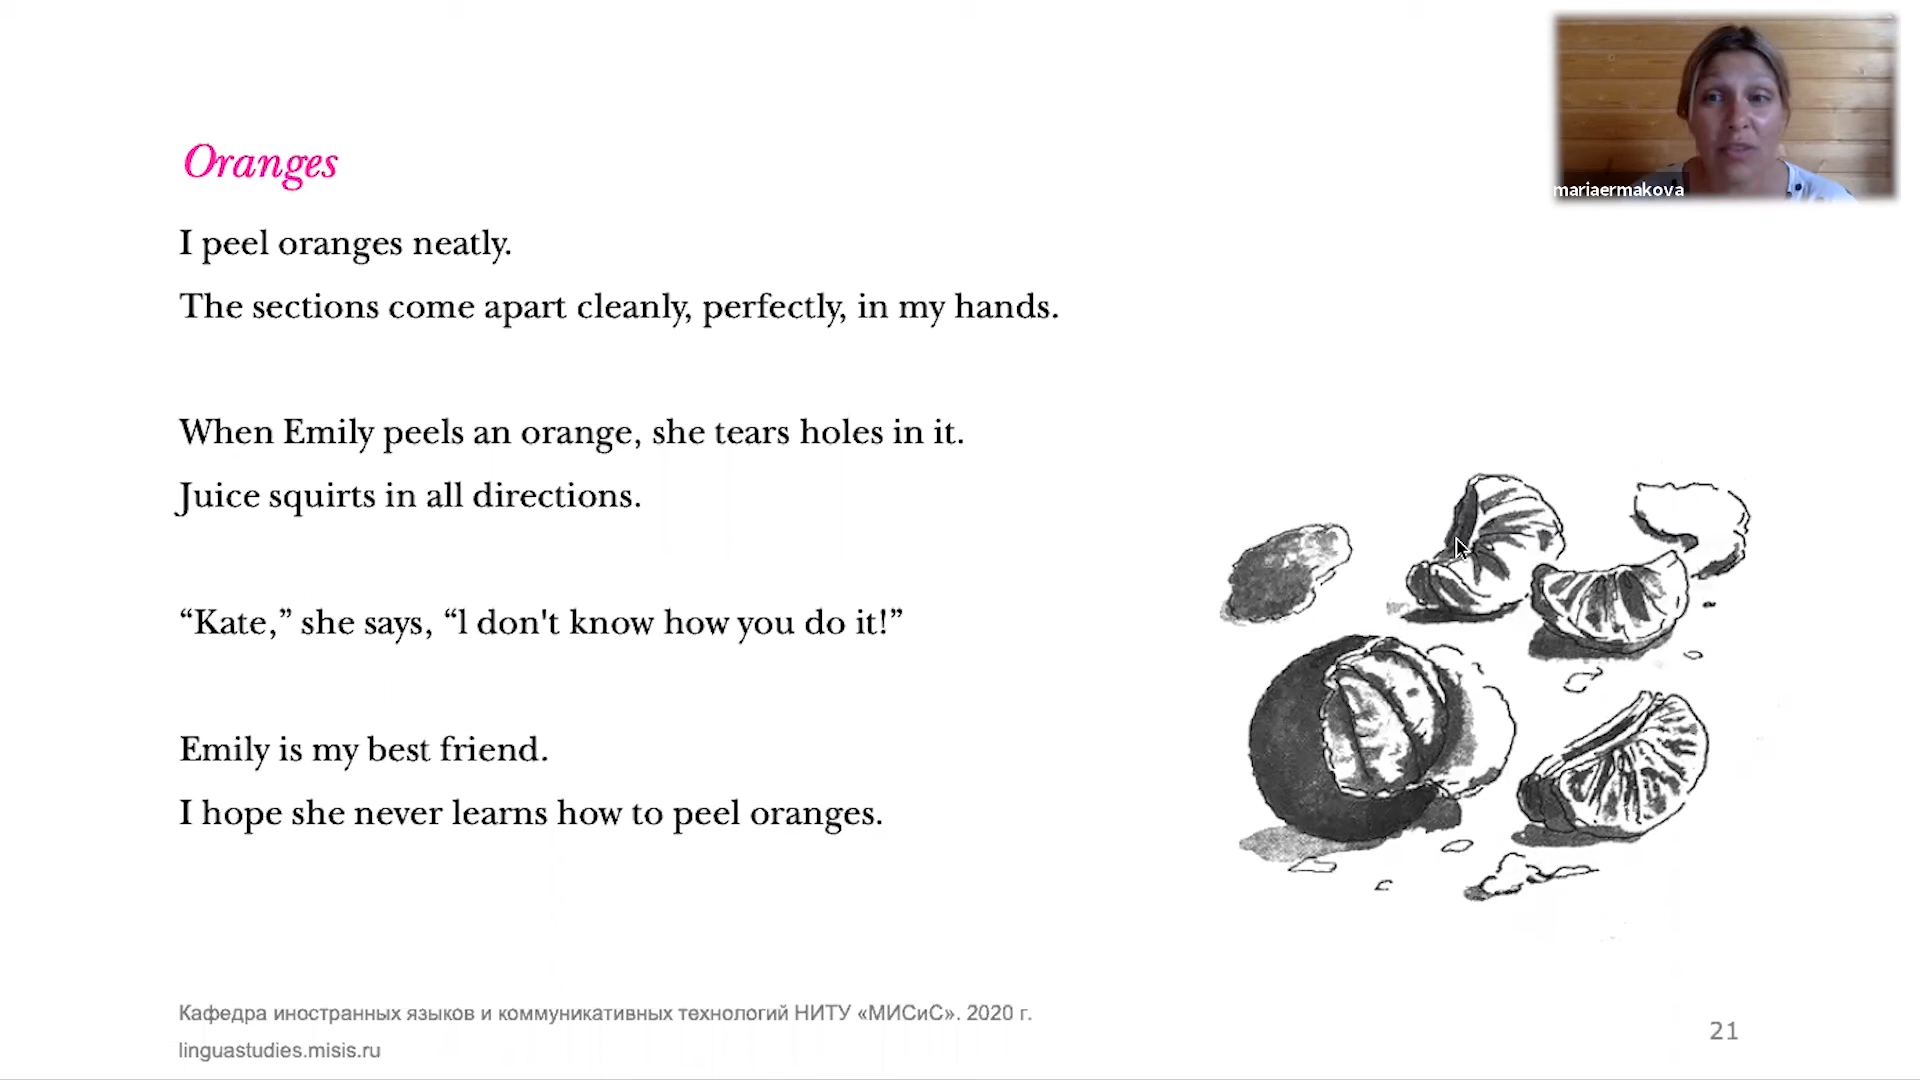 Oranges
mariaermakova
I peel oranges neatly.
The sections come apart cleanly, perfectly, in my hands.
When Emily peels an orange, she tears holes in it.
Juice squirts in all directions.
“Kate,” she says, “l don't know how you do it!”
Emily is my best friend.
I hope she never learns how to peel oranges.
Кафедра иностранных языков и коммуникативных технологий НИТУ «МИСиС». 2020 г.
linguastudies.misis.ru
21